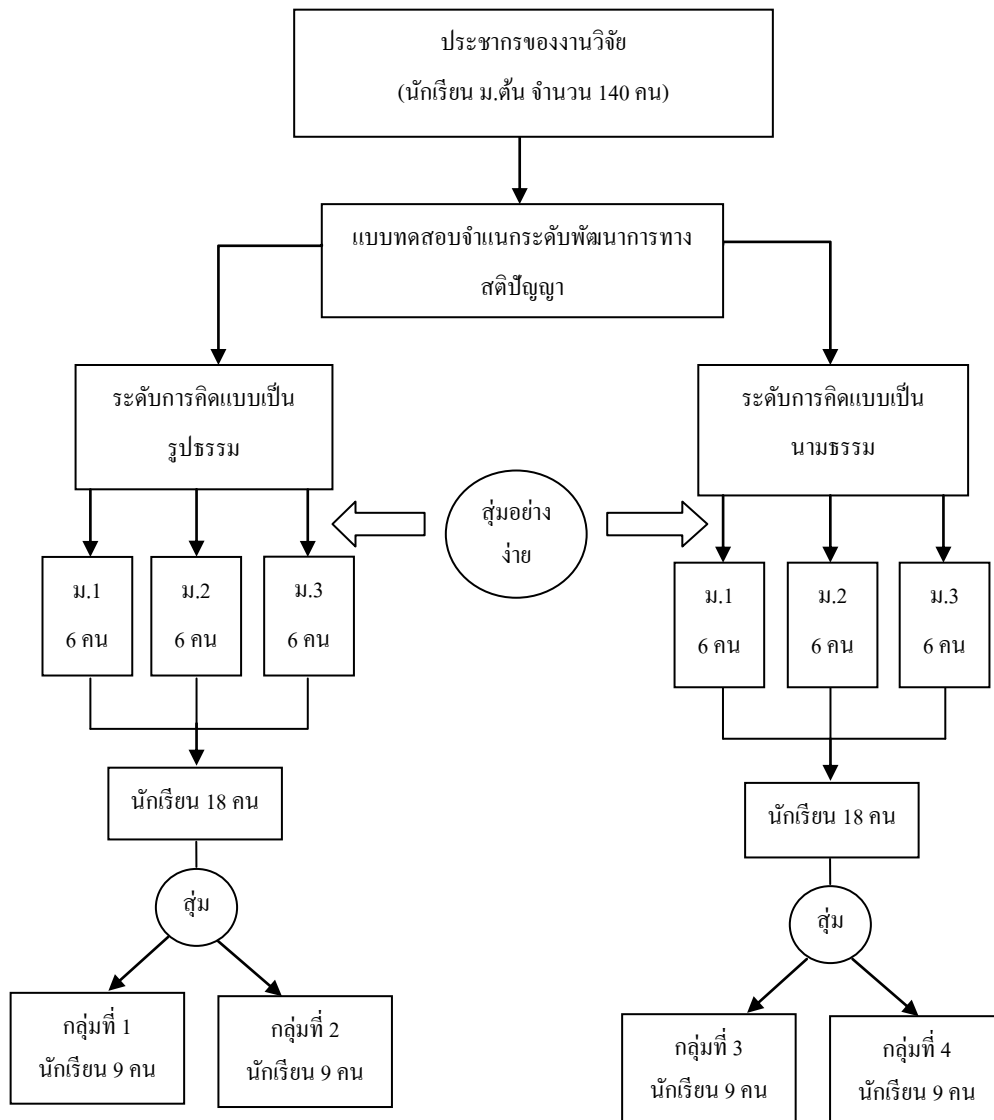 ประชากรของงานวิจัย
(นักเรียน ม.ต้น จำนวน 140 คน)
แบบทดสอบจำแนกระดับพัฒนาการทาง
สติปัญญา
ระดับการคิดแบบเป็น
รูปธรรม
ระดับการคิดแบบเป็น
นามธรรม
สุ่มอย่าง
ง่าย
ม.1
6 คน
ม.2
6 คน
ม.3
6 คน
ม.1
6 คน
ม.2
6 คน
ม.3
6 คน
นักเรียน 18 คน
นักเรียน 18 คน
สุ่ม
สุ่ม
กลุ่มที่ 1
นักเรียน 9 คน
กลุ่มที่ 2
นักเรียน 9 คน
กลุ่มที่ 3
นักเรียน 9 คน
กลุ่มที่ 4
นักเรียน 9 คน